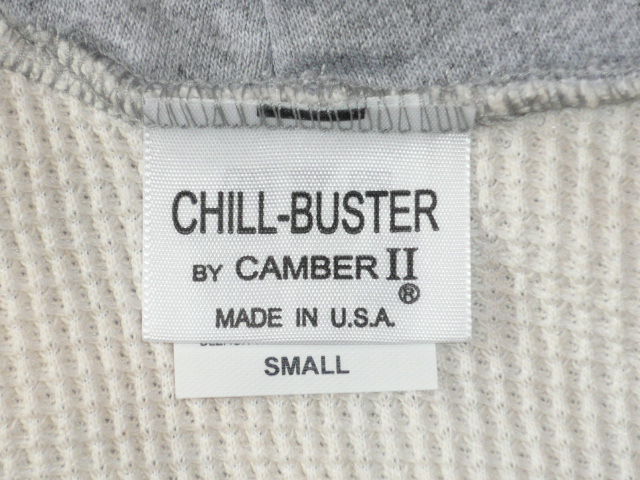 CHILL-BUSTER
BY CAMBER II ®
MADE IN U.S.A.
SMALL